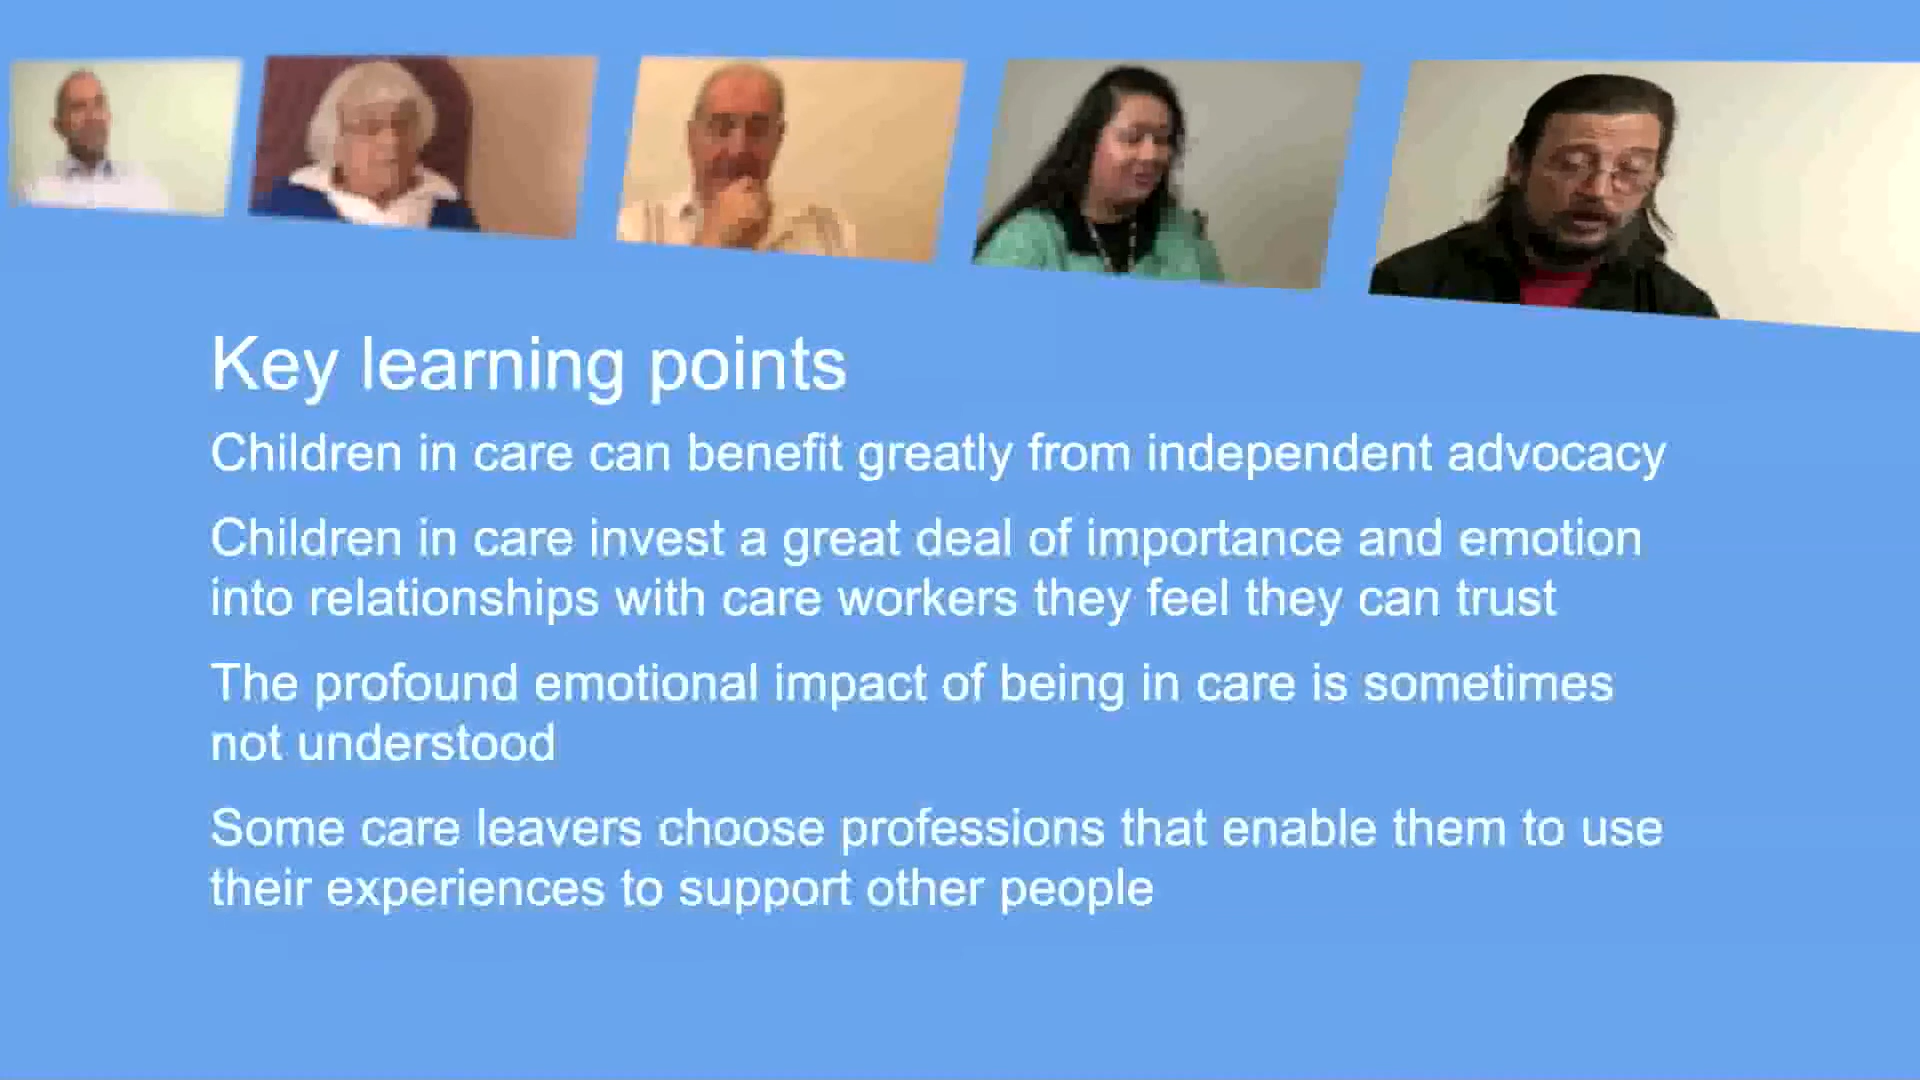 Key learning points
Children in care can benefit greatly from independent advocacy
Children in care invest a great deal of importance and emotion
into relationships with care workers they feel they can trust
The profound emotional impact of being in care is sometimes
not understood
Some care leavers choose professions that enable them to use
their experiences to support other people